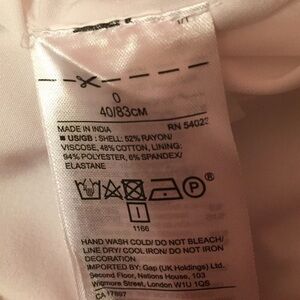 0
40/83CM
MADE IN INDIA
RN 54023
■ US/GB : SHELL: 52% RAYON/
VISCOSE, 48% COTTON, LINING:
94% POLYESTER, 6% SPANDEX/
ELASTANE
P
I
1166
HAND WASH COLD/ DO NOT BLEACH/
LINE DRY/ COOL IRON/ DO NOT IRON
DECORATION
IMPORTED BY: Gap (UK Holdings) Ltd.
Second Floor, Nations House, 103
Wigmore Street, London W1U 1QS
CA 17897